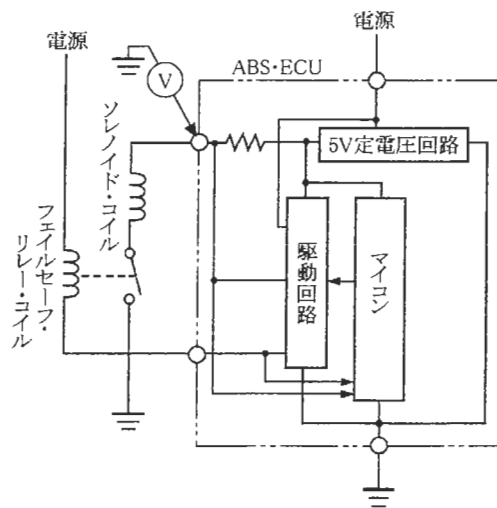 電源
電源
V
ABS・ECU
ソレノイド・コイル
5V定電圧回路
駆動回路
マイコン
フェイルセーフ・
リレー・コイル